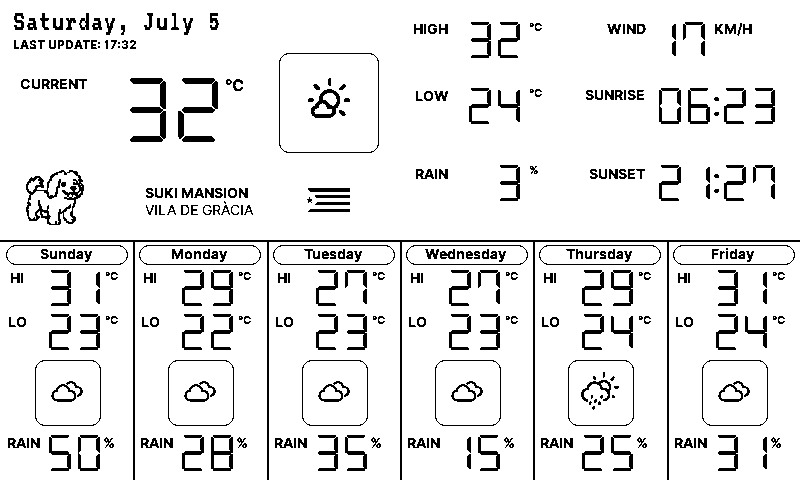 Saturday, July 5
LAST UPDATE: 17:32
CURRENT 32 °C
SUKI MANSION
VILA DE GRÀCIA
HIGH 32 °C
LOW 24 °C
RAIN 3 %
WIND 17 KM/H
SUNRISE 06:23
SUNSET 21:27
Sunday
HI 31 °C
LO 23 °C
RAIN 50 %
Monday
HI 29 °C
LO 22 °C
RAIN 28 %
Tuesday
HI 27 °C
LO 23 °C
RAIN 35 %
Wednesday
HI 27 °C
LO 23 °C
RAIN 15 %
Thursday
HI 29 °C
LO 24 °C
RAIN 25 %
Friday
HI 31 °C
LO 24 °C
RAIN 31 %